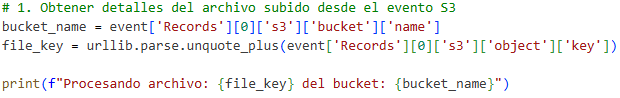 # 1. Obtener detalles del archivo subido desde el evento S3
bucket_name = event['Records'][0]['s3']['bucket']['name']
file_key = urllib.parse.unquote_plus(event['Records'][0]['s3']['object']['key'])
print(f"Procesando archivo: {file_key} del bucket: {bucket_name}")